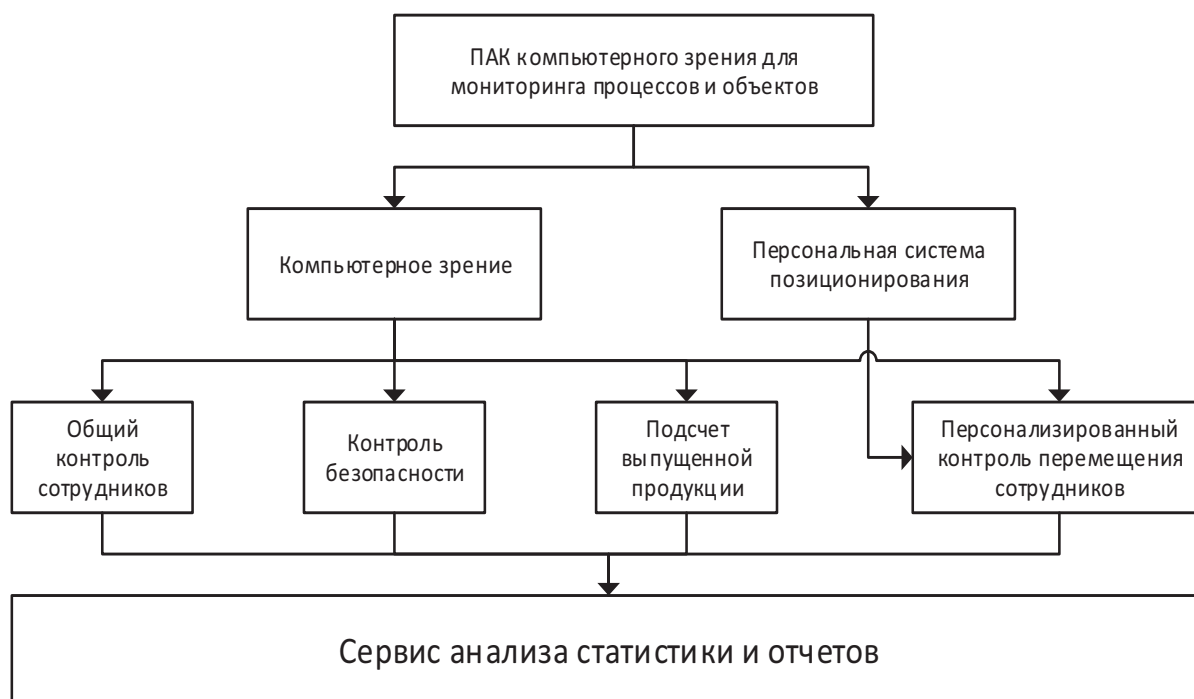 ПАК компьютерного зрения для
мониторинга процессов и объектов
Компьютерное зрение
Персональная система
позиционирования
Общий
контроль
сотрудников
Контроль
безопасности
Подсчет
выпущенной
продукции
Персонализированный
контроль перемещения
сотрудников
Сервис анализа статистики и отчетов